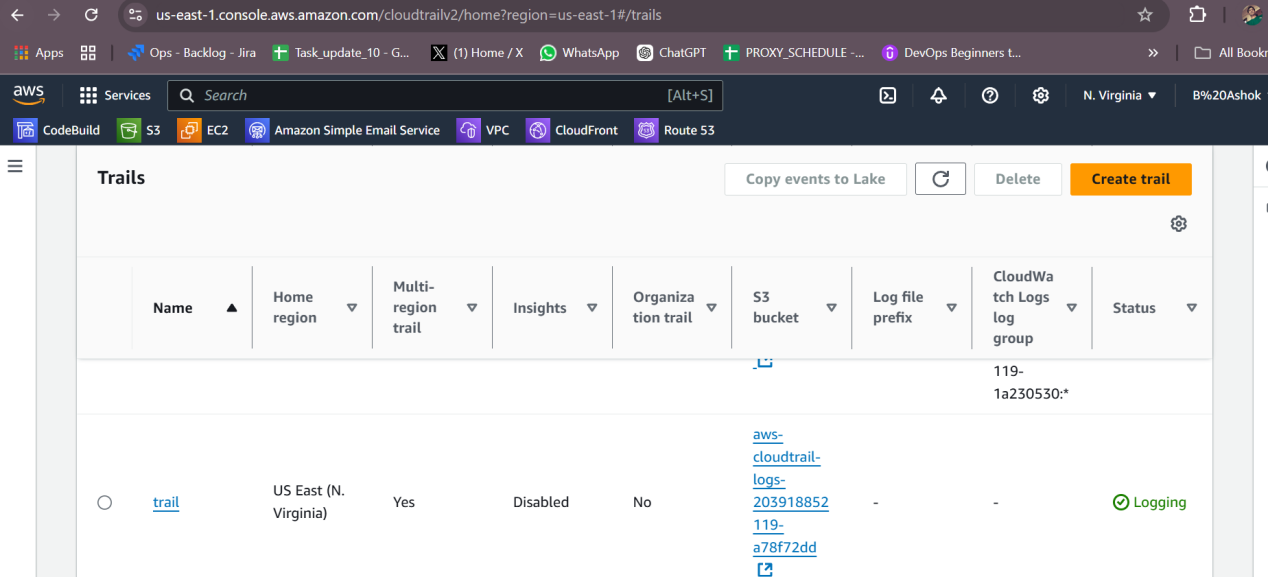 us-east-1.console.aws.amazon.com/cloudtrailv2/home?region=us-east-1#/trails
Apps
Ops - Backlog - Jira
Task_update_10 - G...
(1) Home / X
WhatsApp
ChatGPT
PROXY_SCHEDULE -...
DevOps Beginners t...
»
All Bookr
aws
Services
Search
[Alt+S]
N. Virginia
B%20Ashok
CodeBuild
S3
EC2
Amazon Simple Email Service
VPC
CloudFront
Route 53
Trails
Copy events to Lake
Delete
Create trail
Name
Home
region
Multi-
region
trail
Insights
Organiza
tion trail
S3
bucket
Log file
prefix
CloudWa
tch Logs
log
group
Status
119-
1a230530:*
trail
US East (N.
Virginia)
Yes
Disabled
No
aws-
cloudtrail-
logs-
203918852
119-
a78f72dd
-
-
Logging